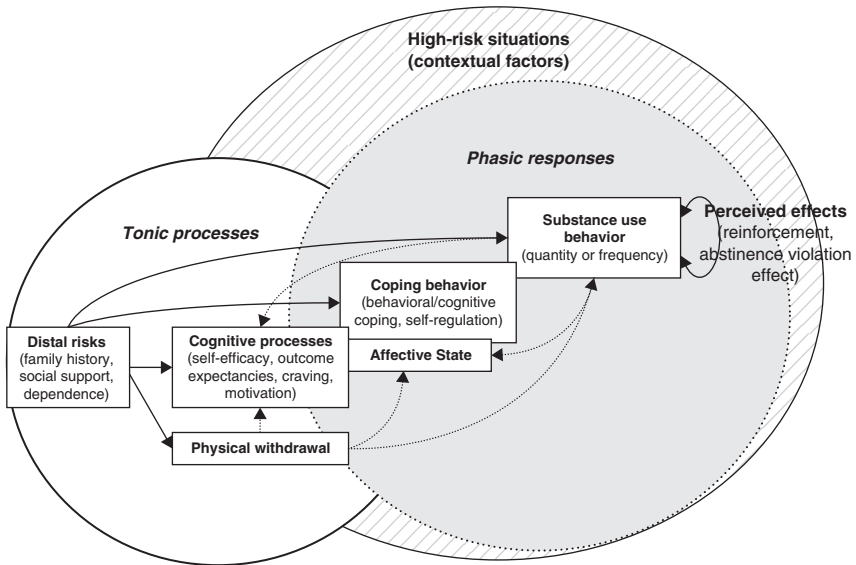 High-risk situations
(contextual factors)
Phasic responses
Tonic processes
Substance use
behavior
(quantity or frequency)
Perceived effects
(reinforcement,
abstinence violation
effect)
Coping behavior
(behavioral/cognitive
coping, self-regulation)
Distal risks
(family history,
social support,
dependence)
Cognitive processes
(self-efficacy, outcome
expectancies, craving,
motivation)
Affective State
Physical withdrawal